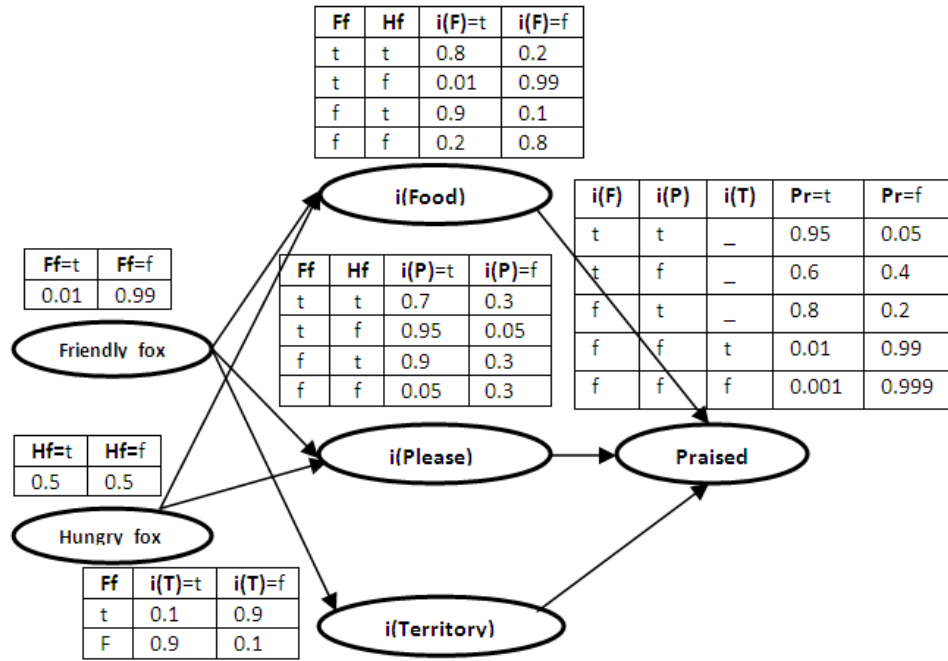 Ff Hf i(F)=t i(F)=f
t t 0.8 0.2
t f 0.01 0.99
f t 0.9 0.1
f f 0.2 0.8
i(Food)
i(F) i(P) i(T) Pr=t Pr=f
t t _ 0.95 0.05
t f _ 0.6 0.4
f t _ 0.8 0.2
f f t 0.01 0.99
f f f 0.001 0.999
Ff=t Ff=f
0.01 0.99
Friendly fox
Ff Hf i(P)=t i(P)=f
t t 0.7 0.3
t f 0.95 0.05
f t 0.9 0.3
f f 0.05 0.3
Hf=t Hf=f
0.5 0.5
Hungry fox
i(Please)
Praised
Ff i(T)=t i(T)=f
t 0.1 0.9
F 0.9 0.1
i(Territory)